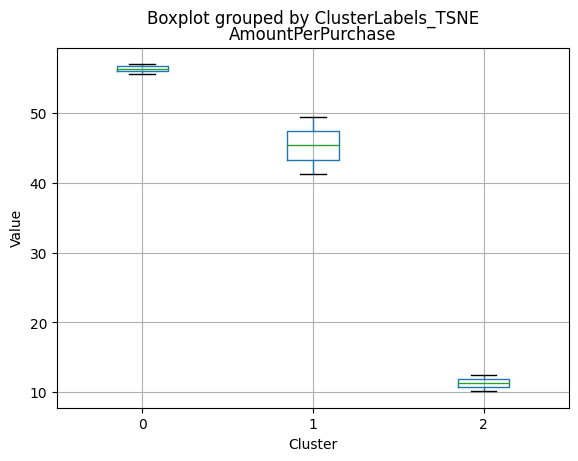 Boxplot grouped by ClusterLabels_TSNE
AmountPerPurchase
Value
50
40
30
20
10
0 1 2
Cluster